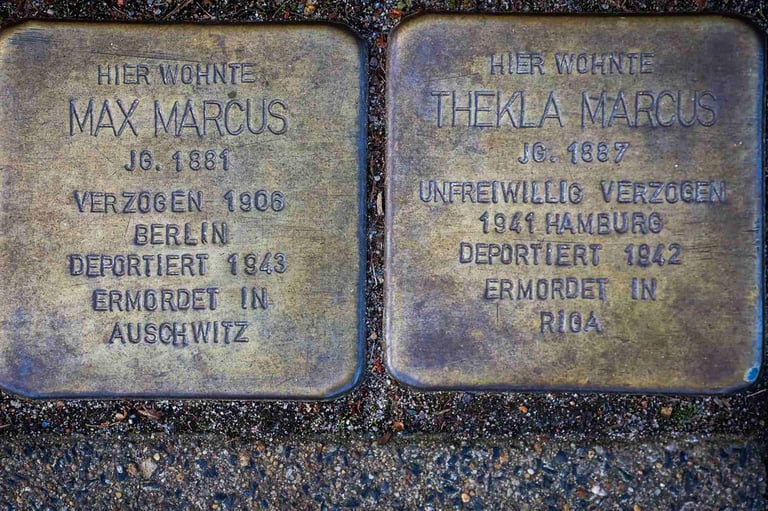 HIER WOHNTE
MAX MARCUS
JG. 1881
VERZOGEN 1906
BERLIN
DEPORTIERT 1943
ERMORDET IN
AUSCHWITZ
HIER WOHNTE
THEKLA MARCUS
JG. 1887
UNFREIWILLIG VERZOGEN
1941 HAMBURG
DEPORTIERT 1942
ERMORDET IN
RIGA